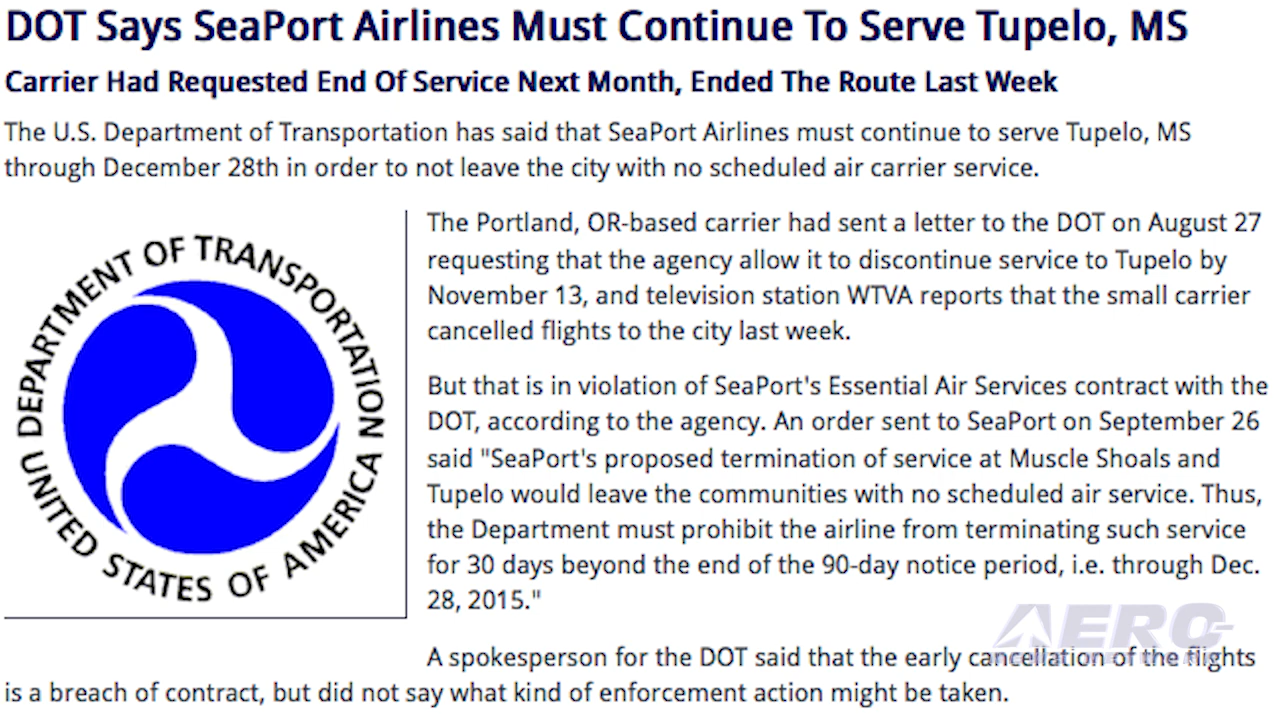 DOT Says SeaPort Airlines Must Continue To Serve Tupelo, MS
Carrier Had Requested End Of Service Next Month, Ended The Route Last Week
The U.S. Department of Transportation has said that SeaPort Airlines must continue to serve Tupelo, MS
through December 28th in order to not leave the city with no scheduled air carrier service.
DEPARTMENT OF TRANSPORTATION
UNITED STATES OF AMERICA
The Portland, OR-based carrier had sent a letter to the DOT on August 27
requesting that the agency allow it to discontinue service to Tupelo by
November 13, and television station WTVA reports that the small carrier
cancelled flights to the city last week.
But that is in violation of SeaPort's Essential Air Services contract with the
DOT, according to the agency. An order sent to SeaPort on September 26
said "SeaPort's proposed termination of service at Muscle Shoals and
Tupelo would leave the communities with no scheduled air service. Thus,
the Department must prohibit the airline from terminating such service
for 30 days beyond the end of the 90-day notice period, i.e. through Dec.
28, 2015."
AERO
A spokesperson for the DOT said that the early cancellation of the flights
is a breach of contract, but did not say what kind of enforcement action might be taken.